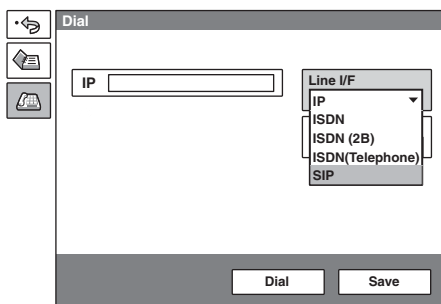 Dial
IP
Line I/F
IP
ISDN
ISDN (2B)
ISDN(Telephone)
SIP
Dial
Save